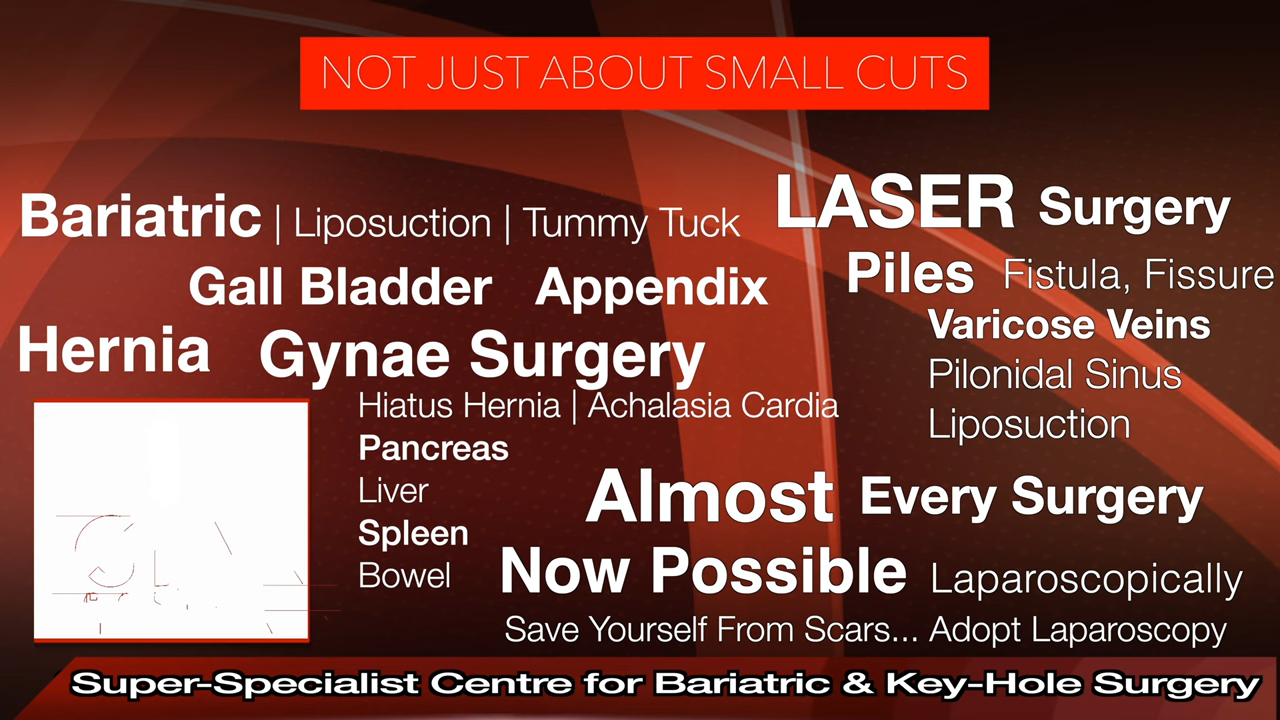 NOT JUST ABOUT SMALL CUTS
Bariatric | Liposuction | Tummy Tuck
Gall Bladder Appendix
Hernia Gynae Surgery
Hiatus Hernia | Achalasia Cardia
Pancreas
Liver
Spleen
Bowel
LASER Surgery
Piles Fistula, Fissure
Varicose Veins
Pilonidal Sinus
Liposuction
Almost Every Surgery
Now Possible Laparoscopically
Save Yourself From Scars... Adopt Laparoscopy
Super-Specialist Centre for Bariatric & Key-Hole Surgery